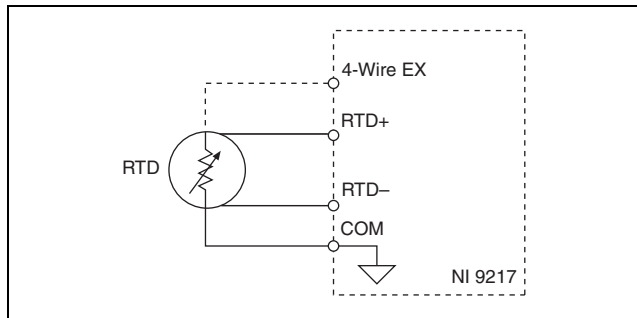 4-Wire EX
RTD+
RTD
RTD–
COM
NI 9217